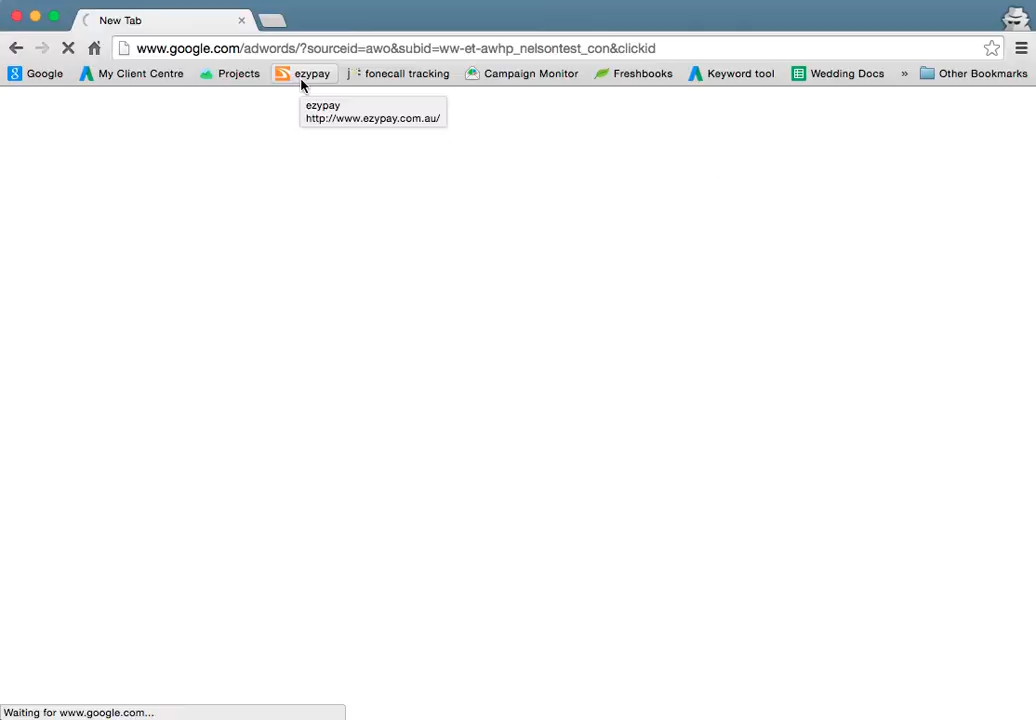 New Tab
www.google.com/adwords/?sourceid=awo&subid=ww-et-awhp_nelsontest_con&clickid
Google My Client Centre Projects ezypay fonecall tracking Campaign Monitor Freshbooks Keyword tool Wedding Docs » Other Bookmarks
ezypay
http://www.ezypay.com.au/
Waiting for www.google.com...